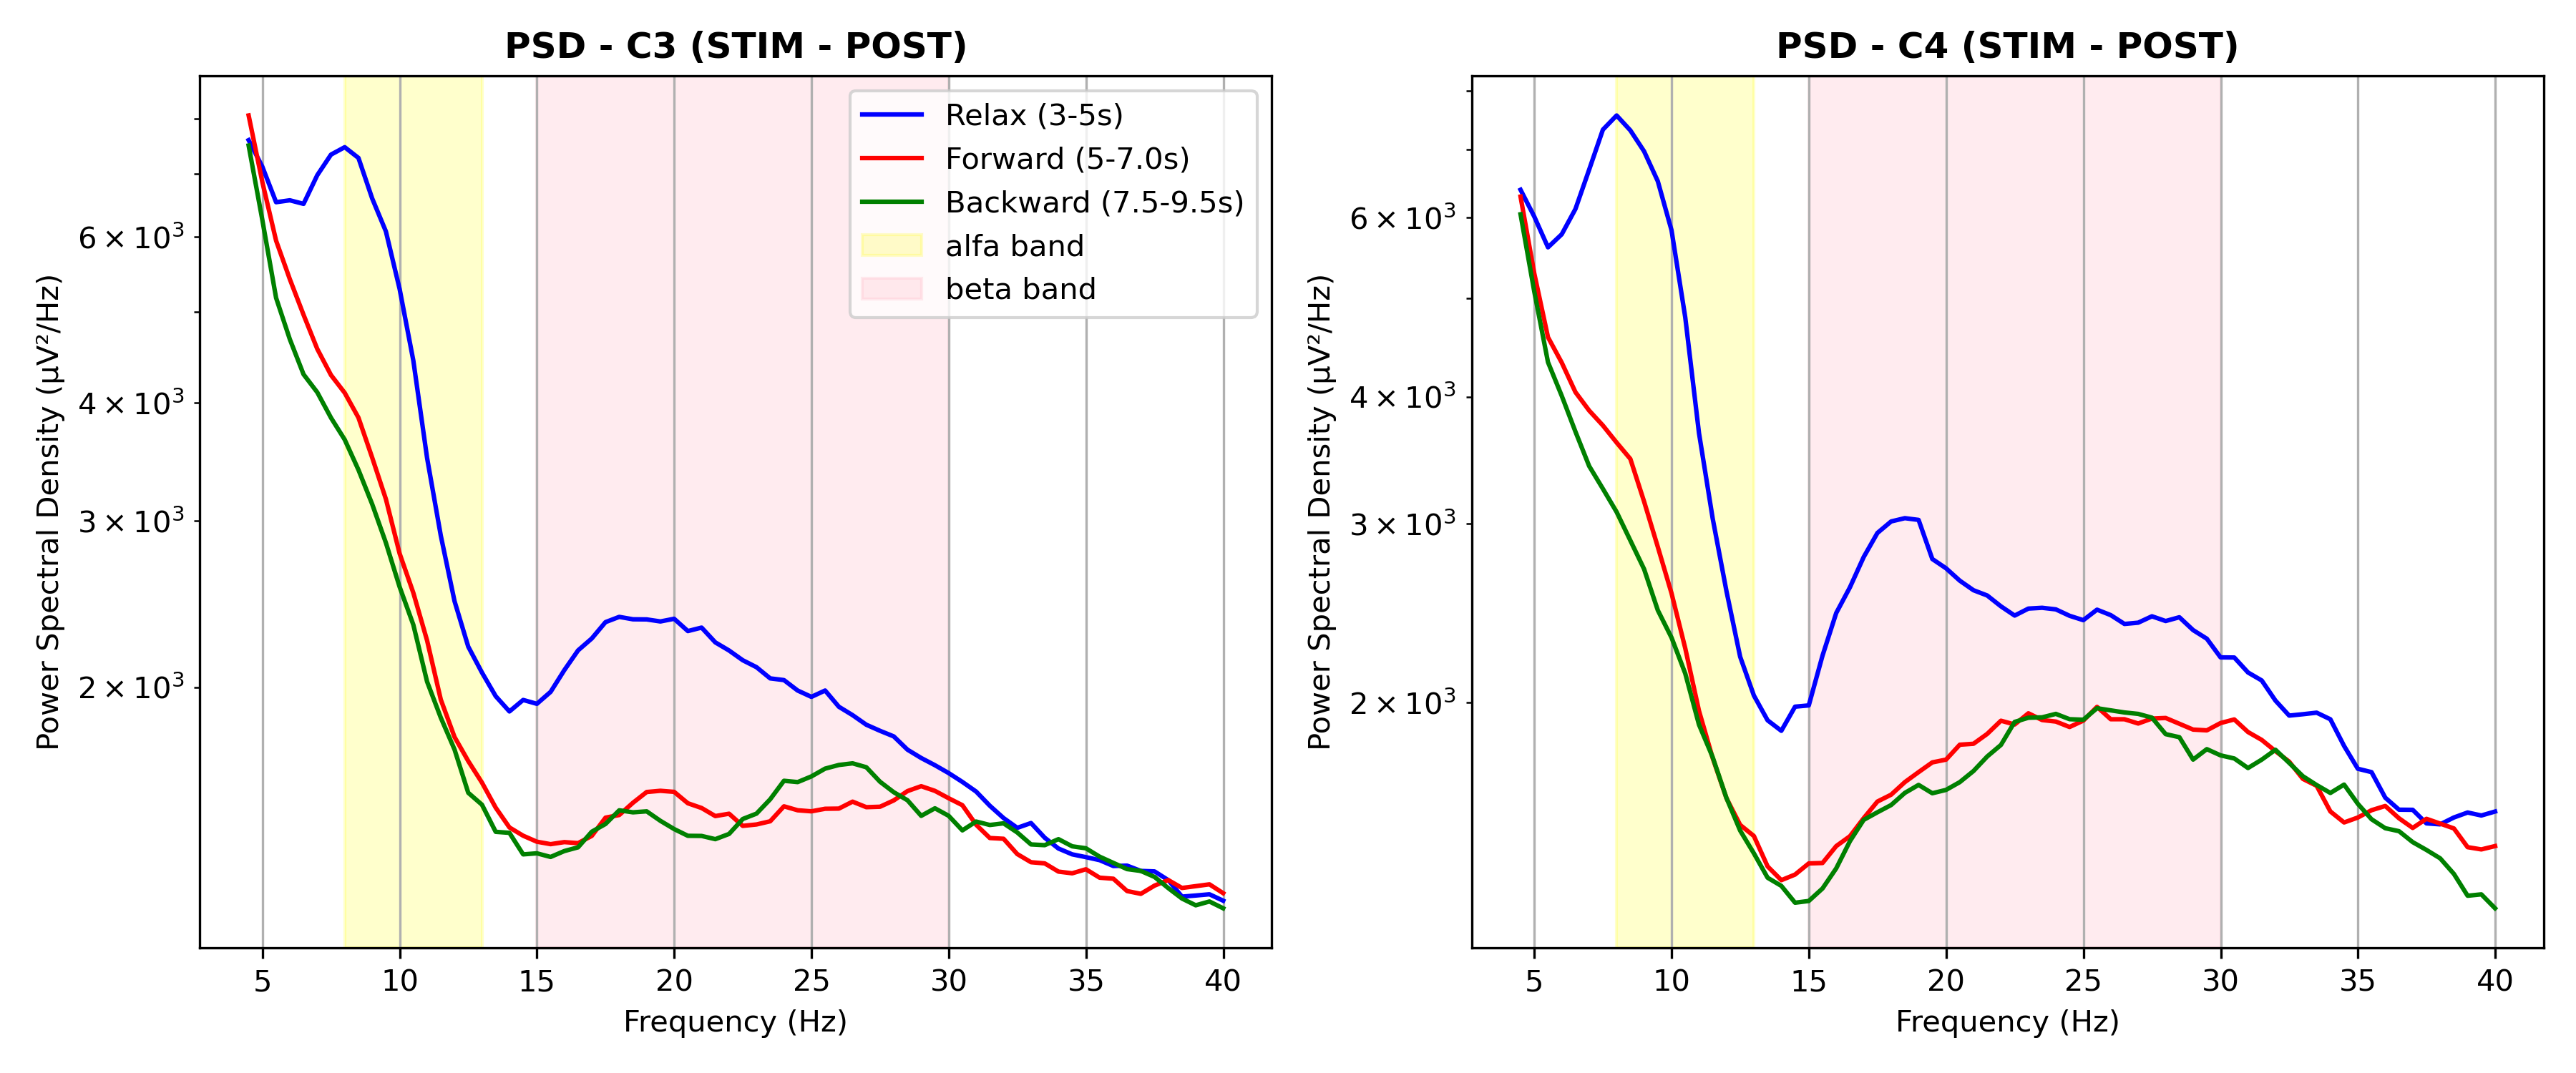 PSD - C3 (STIM - POST)
Power Spectral Density (µV²/Hz)
6 × 10³
4 × 10³
3 × 10³
2 × 10³
Relax (3-5s)
Forward (5-7.0s)
Backward (7.5-9.5s)
alfa band
beta band
5 10 15 20 25 30 35 40
Frequency (Hz)
PSD - C4 (STIM - POST)
Power Spectral Density (µV²/Hz)
6 × 10³
4 × 10³
3 × 10³
2 × 10³
5 10 15 20 25 30 35 40
Frequency (Hz)